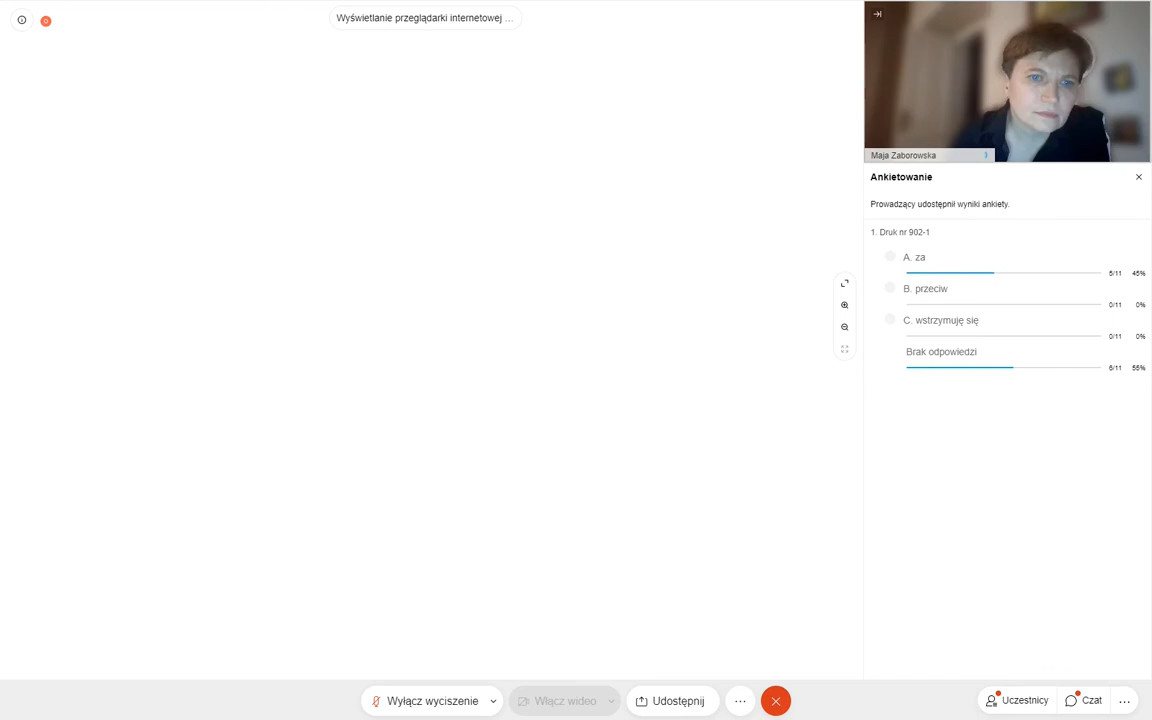 Wyświetlanie przeglądarki internetowej ...
Maja Zaborowska
Ankietowanie
Prowadzący udostępnił wyniki ankiety.
1. Druk nr 902-1
A. za
5/11 45%
B. przeciw
0/11 0%
C. wstrzymuję się
0/11 0%
Brak odpowiedzi
6/11 55%
Wyłącz wyciszenie
Włącz wideo
Udostępnij
Uczestnicy
Czat